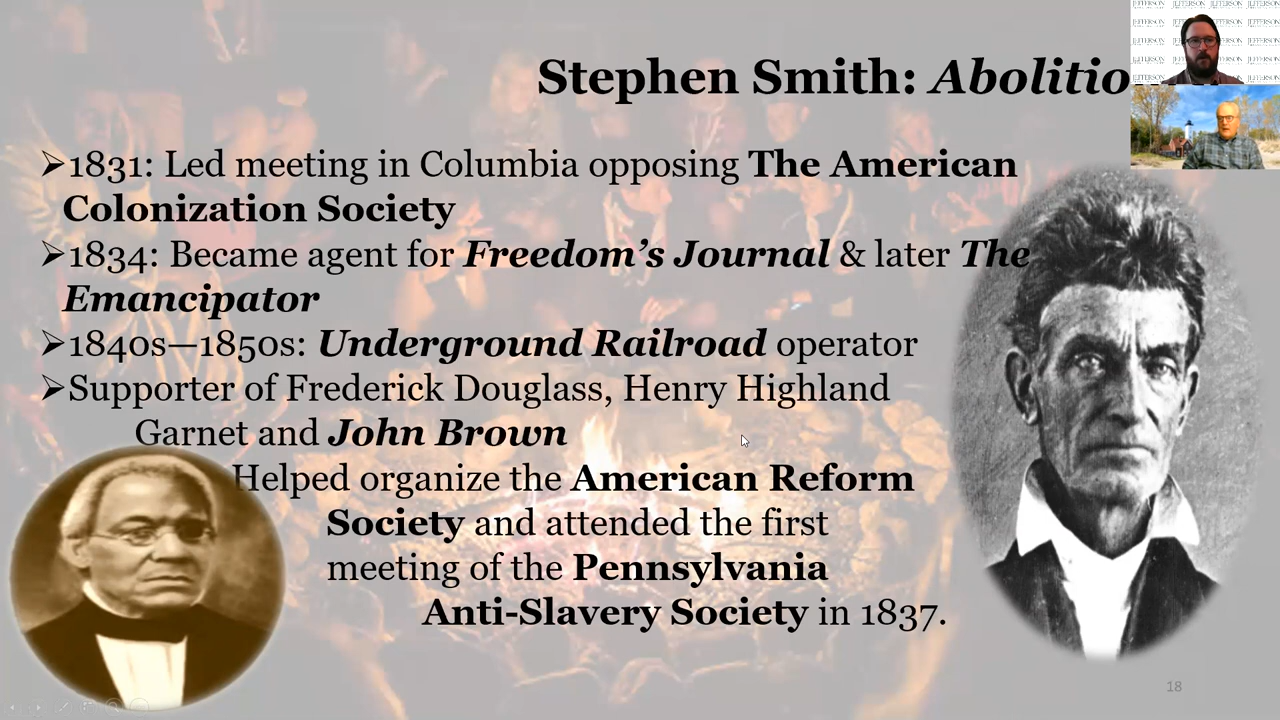 Stephen Smith: Abolitio
➢1831: Led meeting in Columbia opposing The American
Colonization Society
➢1834: Became agent for Freedom's Journal & later The
Emancipator
➢1840s—1850s: Underground Railroad operator
➢Supporter of Frederick Douglass, Henry Highland
Garnet and John Brown
Helped organize the American Reform
Society and attended the first
meeting of the Pennsylvania
Anti-Slavery Society in 1837.
18